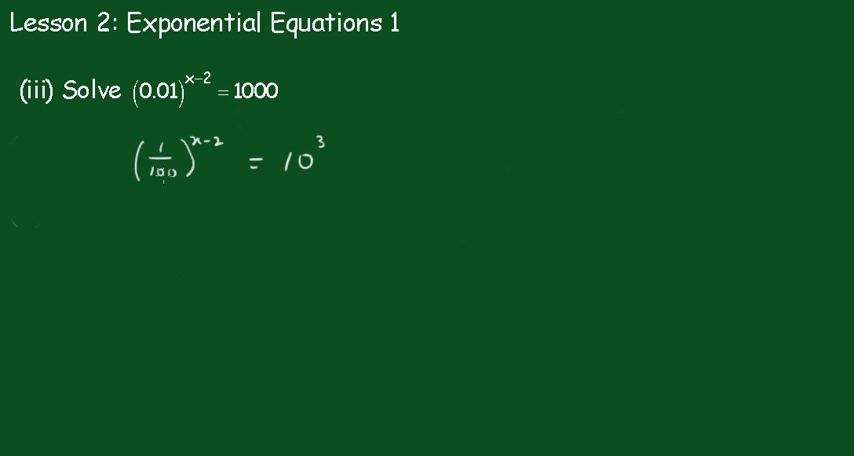 Lesson 2: Exponential Equations 1
(iii) Solve (0.01)^(x−2) = 1000
(1/100)^(x−2) = 10^3